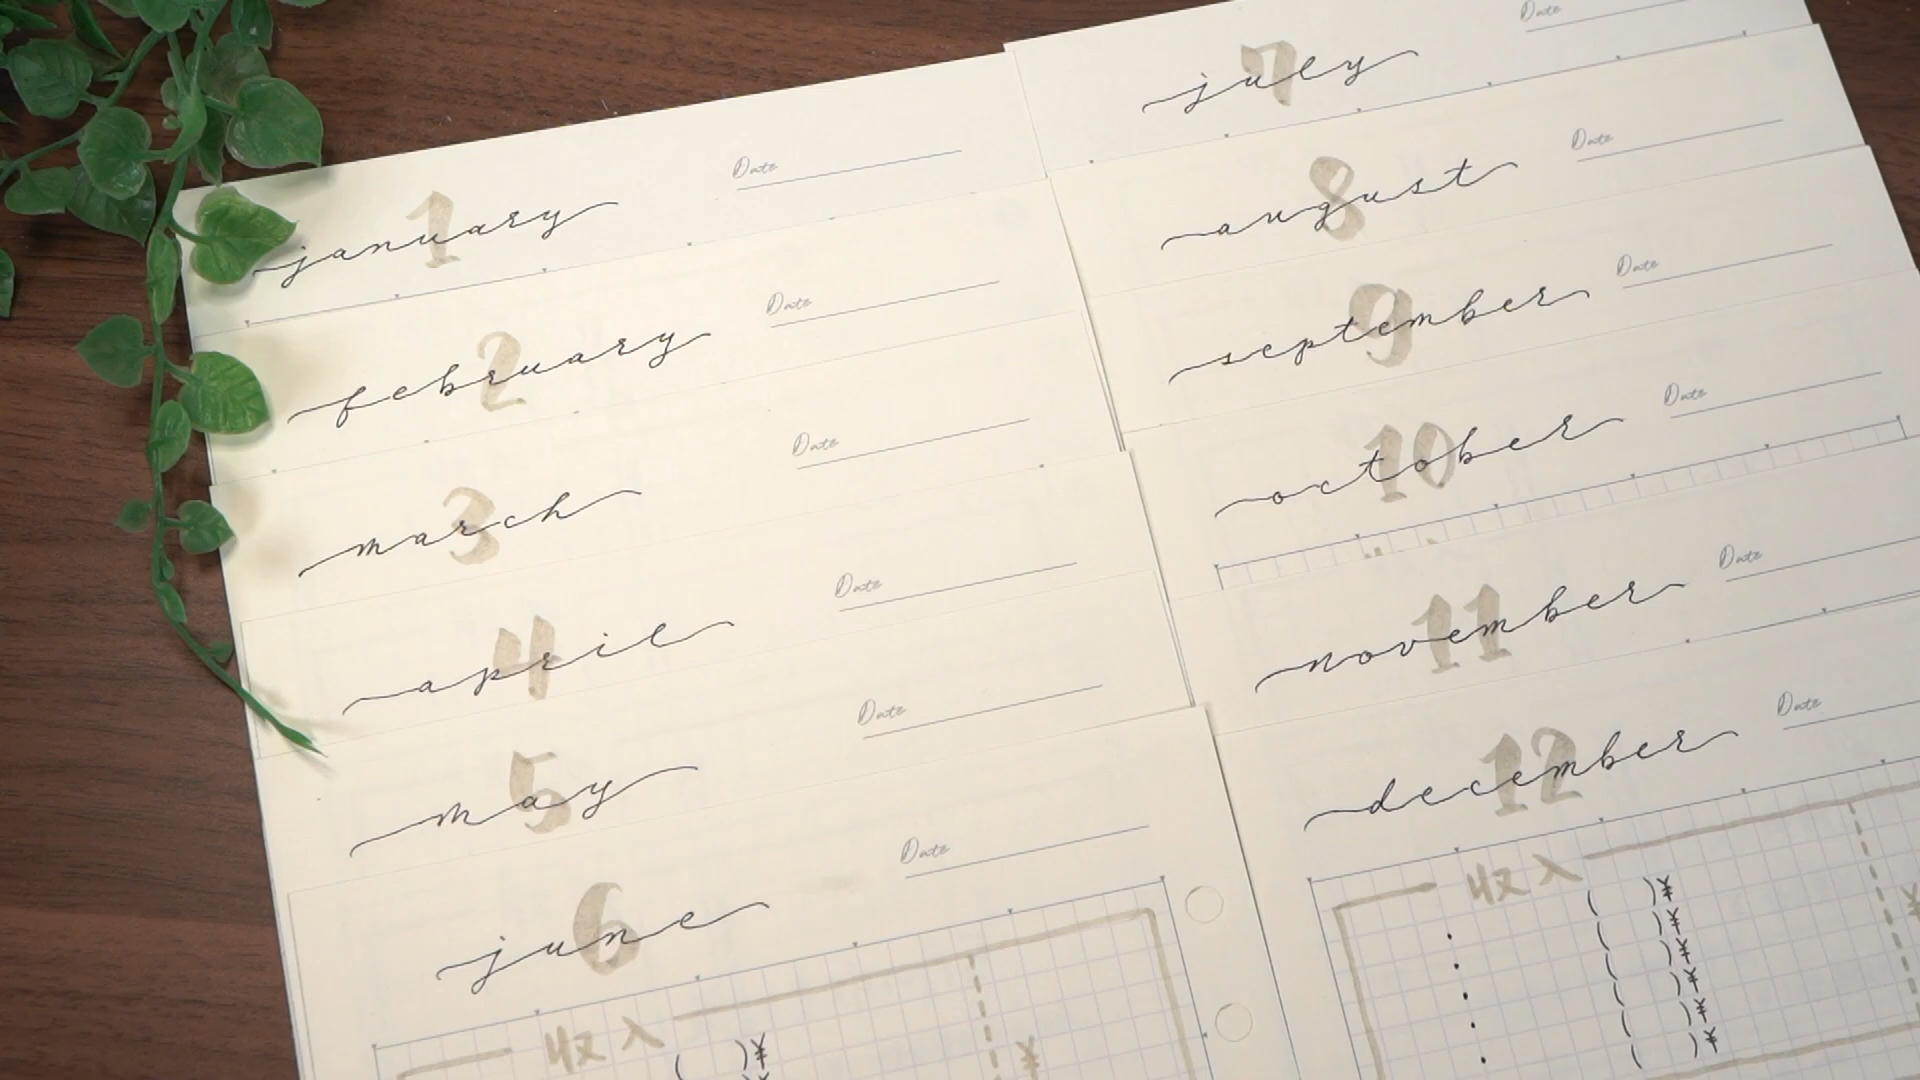 1
january
Date
2
february
Date
3
march
Date
4
april
Date
5
may
Date
6
june
Date
収入
( )¥
¥
7
july
Date
8
august
Date
9
september
Date
10
october
Date
11
november
Date
12
december
Date
収入
・ ( )¥
・ ( )¥
・ ( )¥
・ ( )¥
・ ( )¥
( )¥
¥